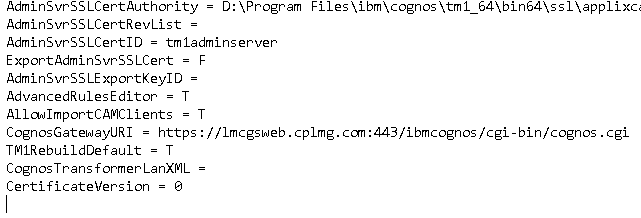 AdminSvrSSLCertAuthority = D:\Program Files\ibm\cognos\tm1_64\bin64\ssl\applixca
AdminSvrSSLCertRevList =
AdminSvrSSLCertID = tm1adminserver
ExportAdminSvrSSLCert = F
AdminSvrSSLExportKeyID =
AdvancedRulesEditor = T
AllowImportCAMClients = T
CognosGatewayURI = https://lmcgsweb.cplmg.com:443/ibmcognos/cgi-bin/cognos.cgi
TM1RebuildDefault = T
CognosTransformerLanXML =
CertificateVersion = 0